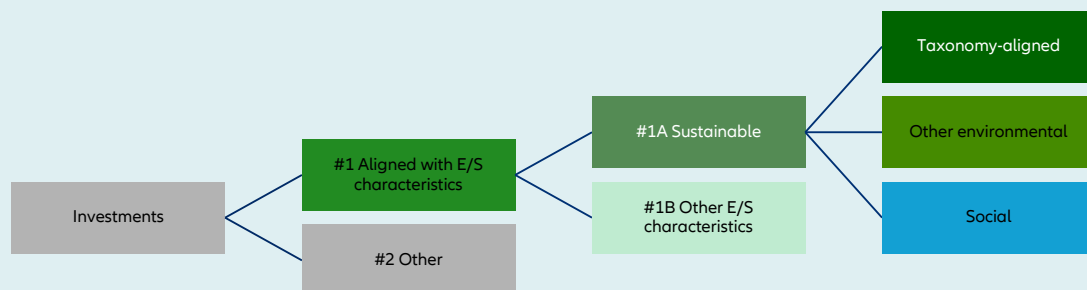 Investments
#1 Aligned with E/S
characteristics
#2 Other
#1A Sustainable
#1B Other E/S
characteristics
Taxonomy-aligned
Other environmental
Social